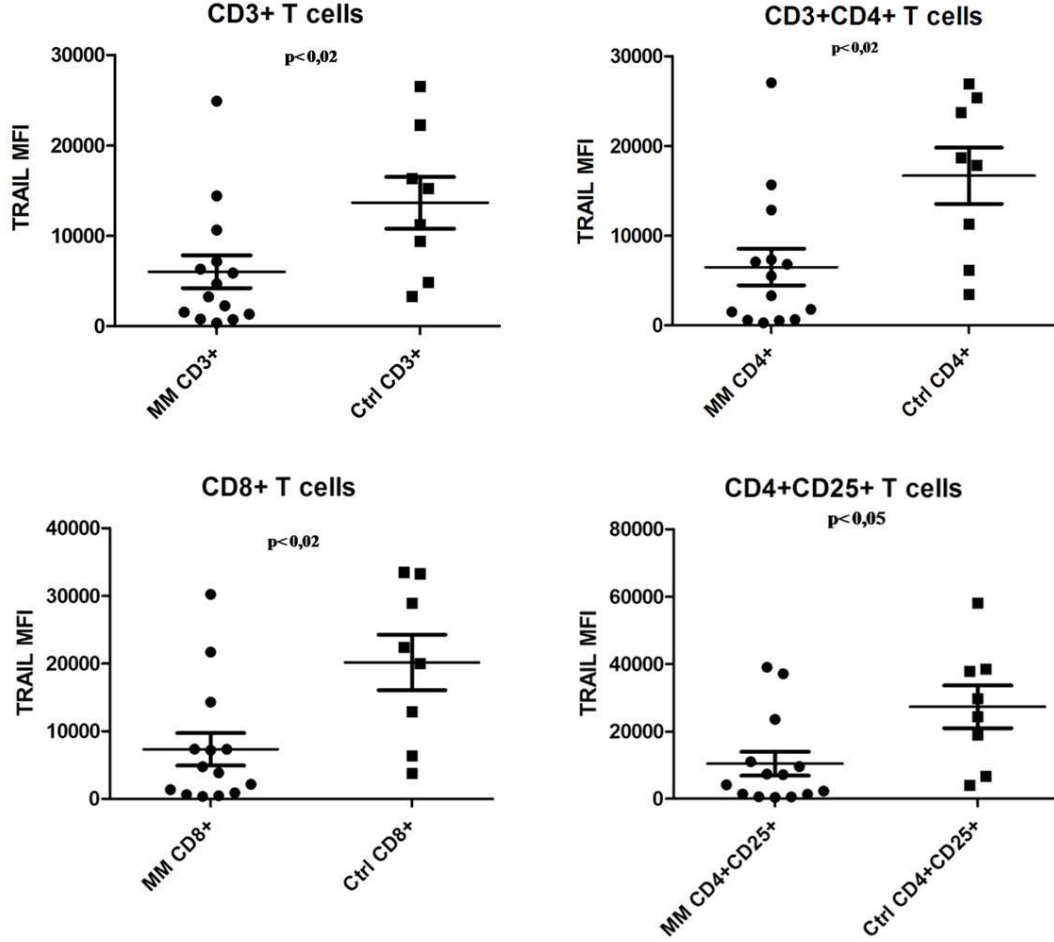 CD3+ T cells
p<0,02
TRAIL MFI
30000
20000
10000
0
MM CD3+
Ctrl CD3+
CD3+CD4+ T cells
p<0,02
TRAIL MFI
30000
20000
10000
0
MM CD4+
Ctrl CD4+
CD8+ T cells
p<0,02
TRAIL MFI
40000
30000
20000
10000
0
MM CD8+
Ctrl CD8+
CD4+CD25+ T cells
p<0,05
TRAIL MFI
80000
60000
40000
20000
0
MM CD4+CD25+
Ctrl CD4+CD25+